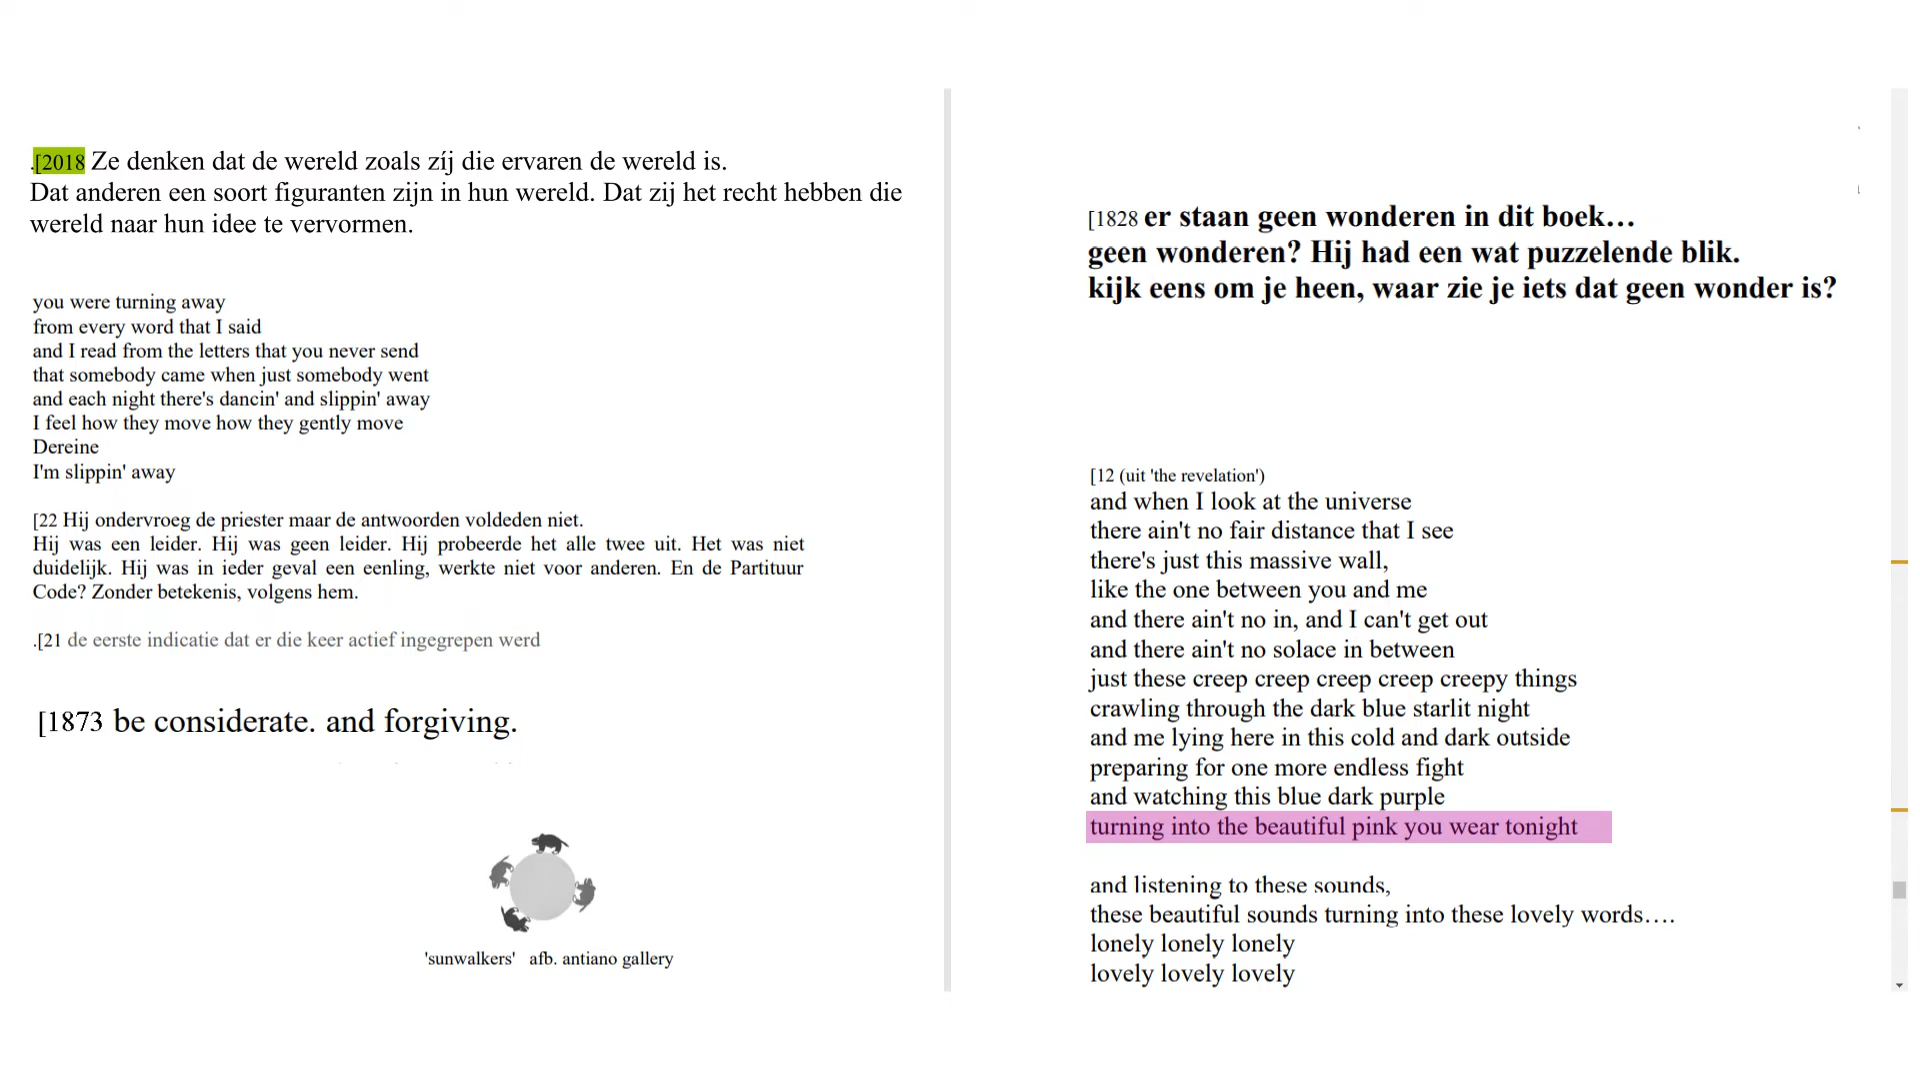 .[2018 Ze denken dat de wereld zoals zíj die ervaren de wereld is.
Dat anderen een soort figuranten zijn in hun wereld. Dat zij het recht hebben die
wereld naar hun idee te vervormen.
you were turning away
from every word that I said
and I read from the letters that you never send
that somebody came when just somebody went
and each night there's dancin' and slippin' away
I feel how they move how they gently move
Dereine
I'm slippin' away
[22 Hij ondervroeg de priester maar de antwoorden voldeden niet.
Hij was een leider. Hij was geen leider. Hij probeerde het alle twee uit. Het was niet
duidelijk. Hij was in ieder geval een eenling, werkte niet voor anderen. En de Partituur
Code? Zonder betekenis, volgens hem.
.[21 de eerste indicatie dat er die keer actief ingegrepen werd
[1873 be considerate. and forgiving.
'sunwalkers' afb. antiano gallery
[1828 er staan geen wonderen in dit boek…
geen wonderen? Hij had een wat puzzelende blik.
kijk eens om je heen, waar zie je iets dat geen wonder is?
[12 (uit 'the revelation')
and when I look at the universe
there ain't no fair distance that I see
there's just this massive wall,
like the one between you and me
and there ain't no in, and I can't get out
and there ain't no solace in between
just these creep creep creep creep creepy things
crawling through the dark blue starlit night
and me lying here in this cold and dark outside
preparing for one more endless fight
and watching this blue dark purple
turning into the beautiful pink you wear tonight
and listening to these sounds,
these beautiful sounds turning into these lovely words….
lonely lonely lonely
lovely lovely lovely